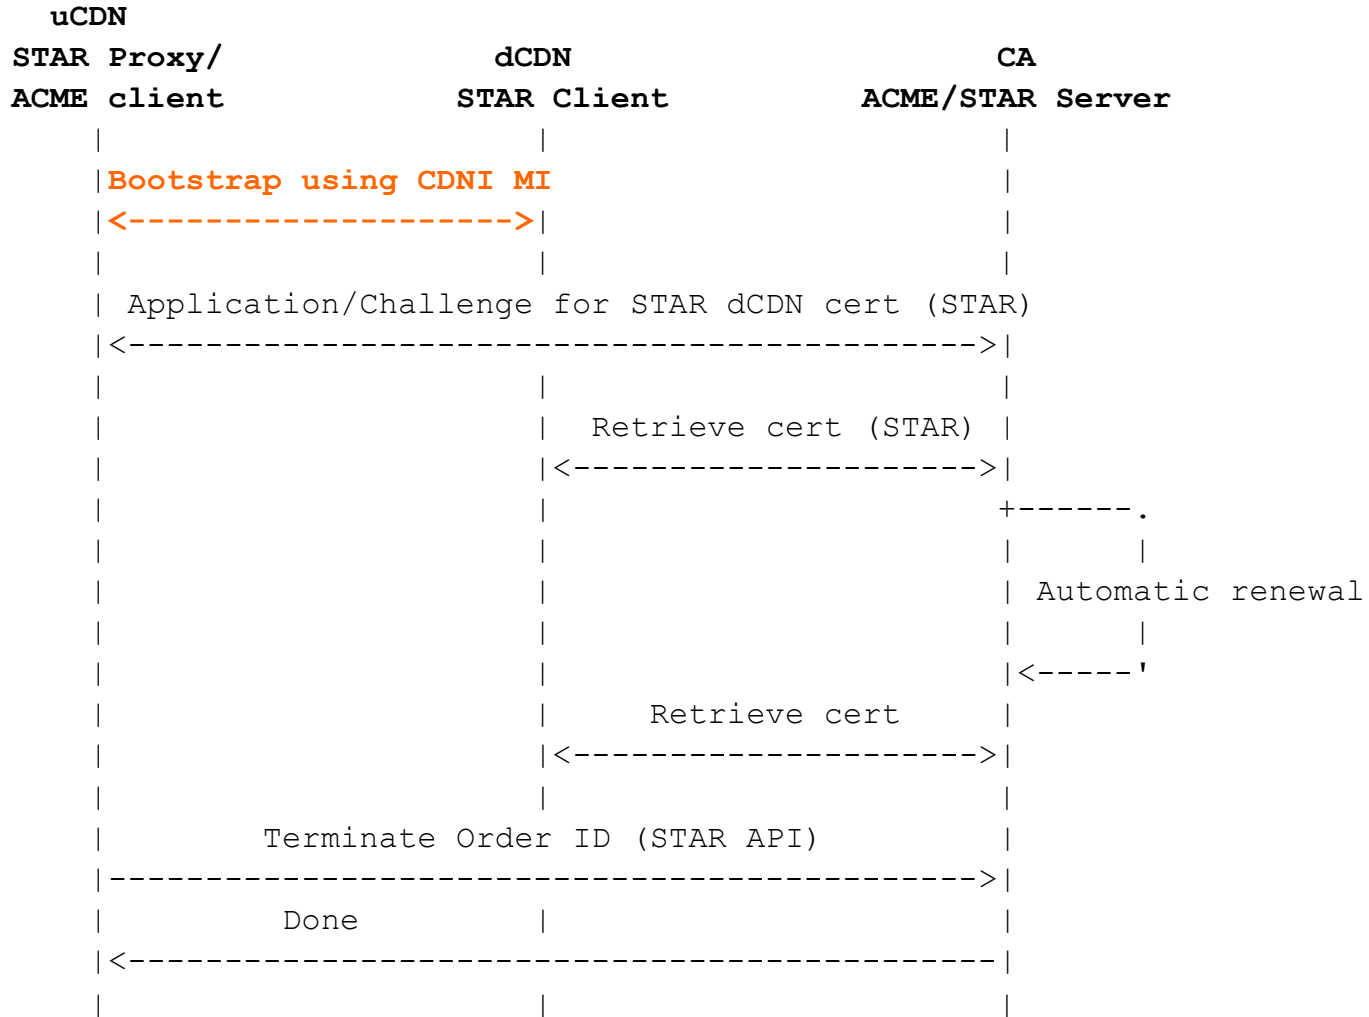 uCDN
STAR Proxy/ dCDN CA
ACME client STAR Client ACME/STAR Server
| | |
|Bootstrap using CDNI MI |
|<-------------------->| |
| | |
| Application/Challenge for STAR dCDN cert (STAR)
|<-------------------------------------------->|
| | |
| | Retrieve cert (STAR) |
| |<--------------------->|
| | +------.
| | | |
| | | Automatic renewal
| | | |
| | |<-----'
| | Retrieve cert |
| |<--------------------->|
| | |
| Terminate Order ID (STAR API) |
|--------------------------------------------->|
| Done | |
|<---------------------------------------------|
| | |